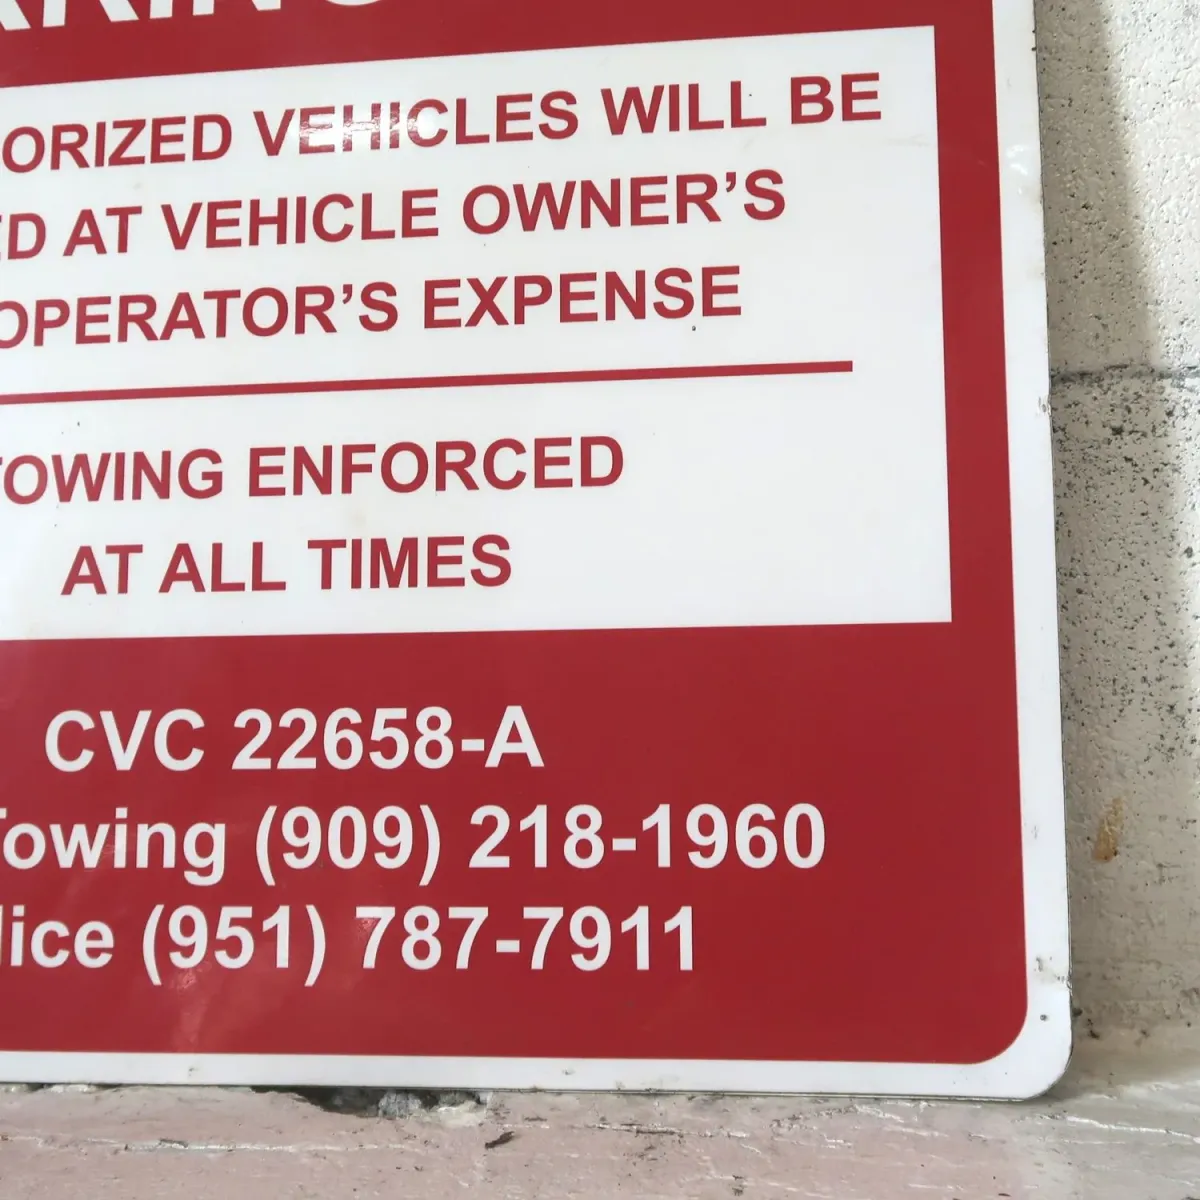 ORIZED VEHICLES WILL BE
ED AT VEHICLE OWNER’S
OPERATOR’S EXPENSE
TOWING ENFORCED
AT ALL TIMES
CVC 22658-A
Towing (909) 218-1960
lice (951) 787-7911